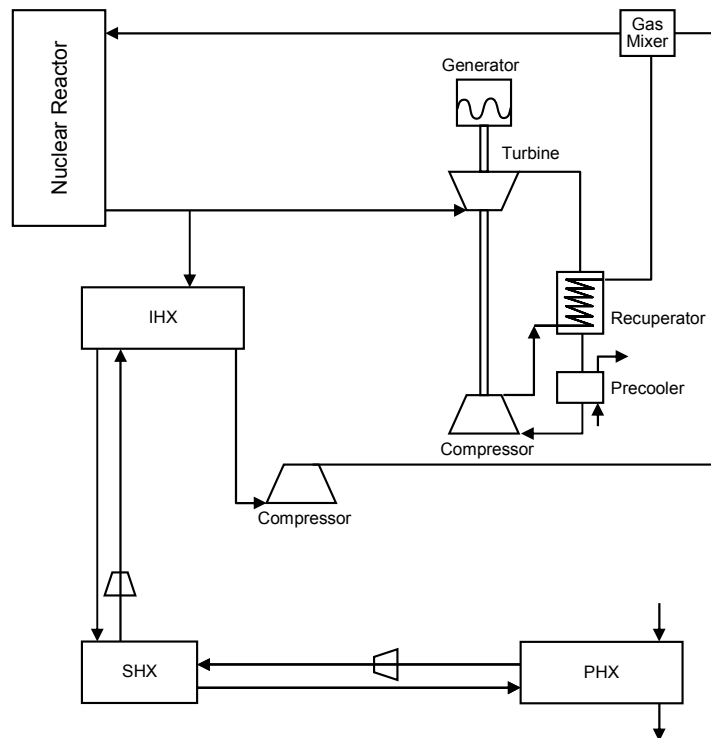 Gas
Mixer
Nuclear Reactor
Generator
Turbine
IHX
Recuperator
Precooler
Compressor
Compressor
SHX
PHX